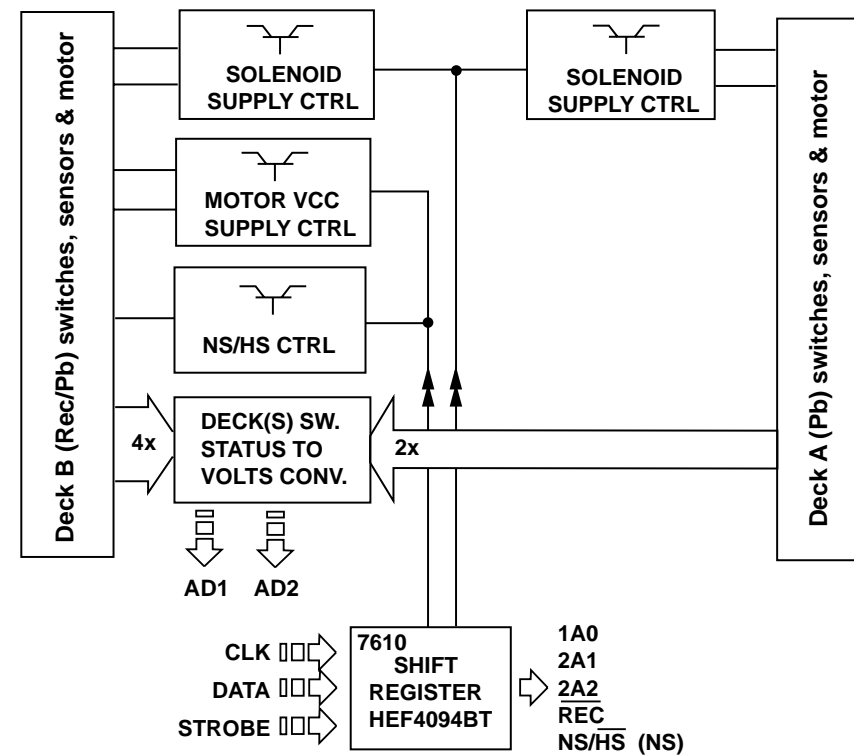 Deck B (Rec/Pb) switches, sensors & motor
SOLENOID
SUPPLY CTRL
SOLENOID
SUPPLY CTRL
Deck A (Pb) switches, sensors & motor
MOTOR VCC
SUPPLY CTRL
NS/HS CTRL
4x
DECK(S) SW.
STATUS TO
VOLTS CONV.
2x
AD1
AD2
CLK
DATA
STROBE
7610
SHIFT
REGISTER
HEF4094BT
1A0
2A1
2A2
R̅E̅C̅
NS/H̅S̅ (NS)